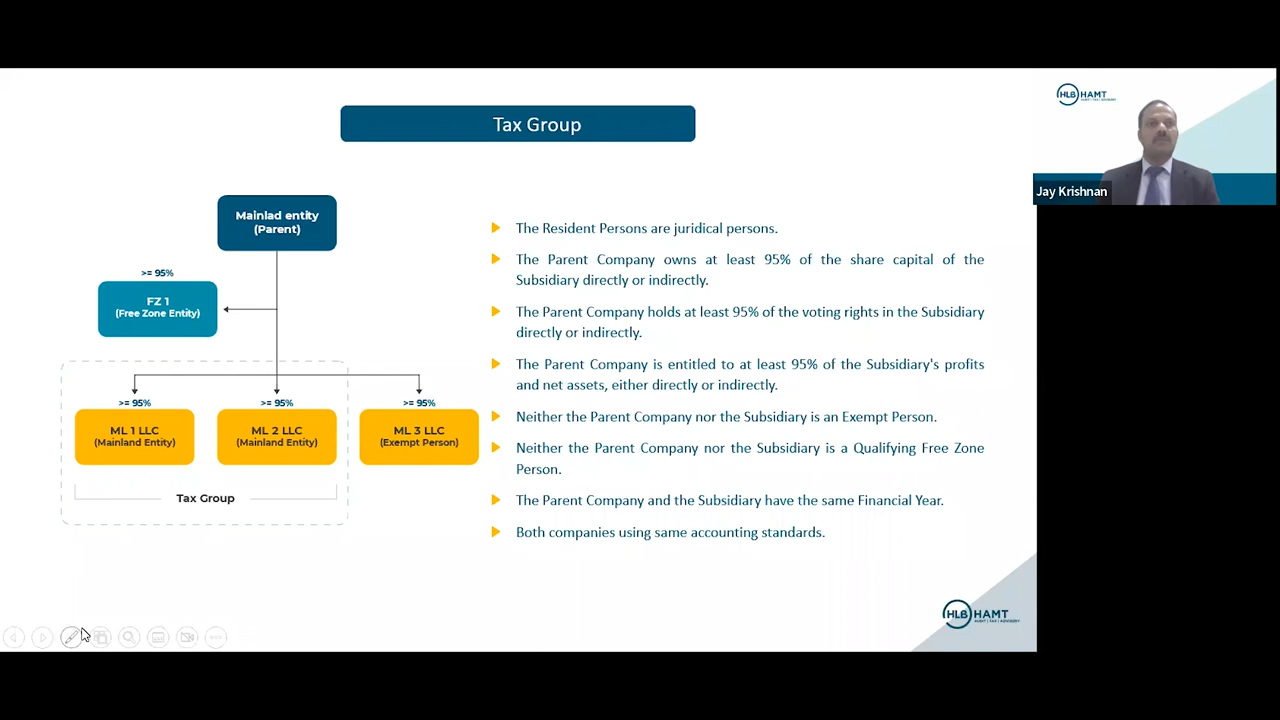 Tax Group
HLB HAMT
AUDIT | TAX | ADVISORY
Jay Krishnan
Mainlad entity
(Parent)
>= 95%
FZ 1
(Free Zone Entity)
>= 95%
>= 95%
>= 95%
ML 1 LLC
(Mainland Entity)
ML 2 LLC
(Mainland Entity)
ML 3 LLC
(Exempt Person)
Tax Group
The Resident Persons are juridical persons.
The Parent Company owns at least 95% of the share capital of the
Subsidiary directly or indirectly.
The Parent Company holds at least 95% of the voting rights in the Subsidiary
directly or indirectly.
The Parent Company is entitled to at least 95% of the Subsidiary's profits
and net assets, either directly or indirectly.
Neither the Parent Company nor the Subsidiary is an Exempt Person.
Neither the Parent Company nor the Subsidiary is a Qualifying Free Zone
Person.
The Parent Company and the Subsidiary have the same Financial Year.
Both companies using same accounting standards.
HLB HAMT
AUDIT | TAX | ADVISORY